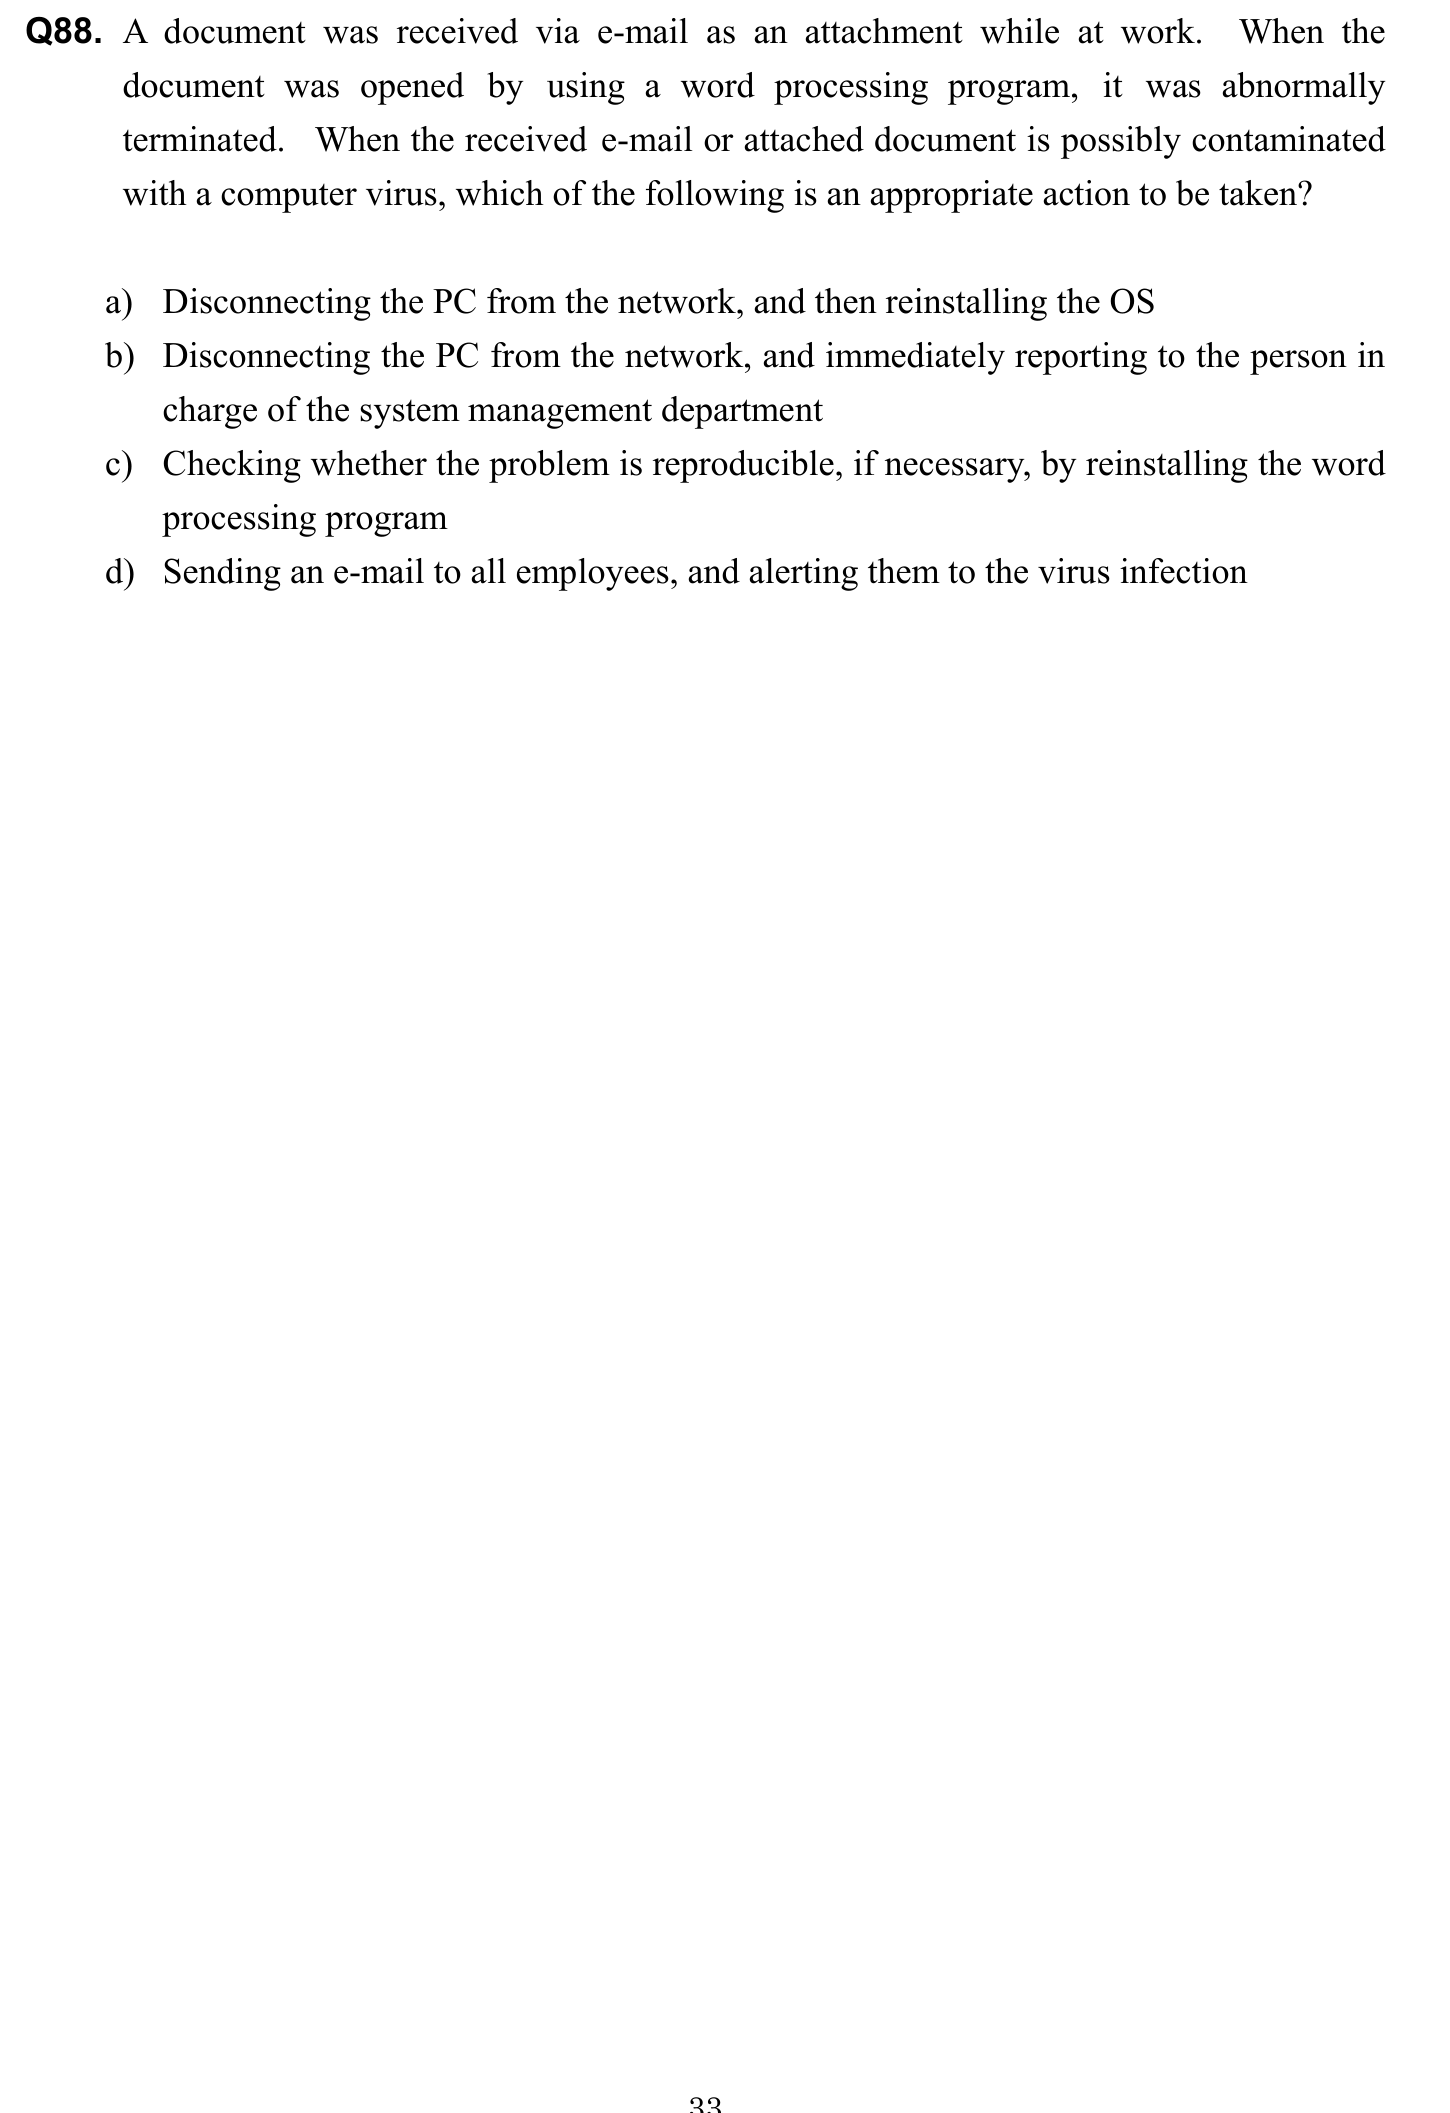 Q88. A document was received via e-mail as an attachment while at work. When the
document was opened by using a word processing program, it was abnormally
terminated. When the received e-mail or attached document is possibly contaminated
with a computer virus, which of the following is an appropriate action to be taken?
a) Disconnecting the PC from the network, and then reinstalling the OS
b) Disconnecting the PC from the network, and immediately reporting to the person in
charge of the system management department
c) Checking whether the problem is reproducible, if necessary, by reinstalling the word
processing program
d) Sending an e-mail to all employees, and alerting them to the virus infection
33